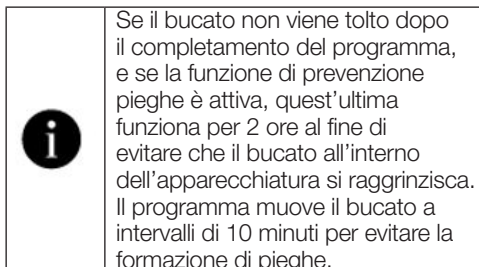 Se il bucato non viene tolto dopo
il completamento del programma,
e se la funzione di prevenzione
pieghe è attiva, quest'ultima
funziona per 2 ore al fine di
evitare che il bucato all'interno
dell'apparecchiatura si raggrinzisca.
Il programma muove il bucato a
intervalli di 10 minuti per evitare la
formazione di pieghe.